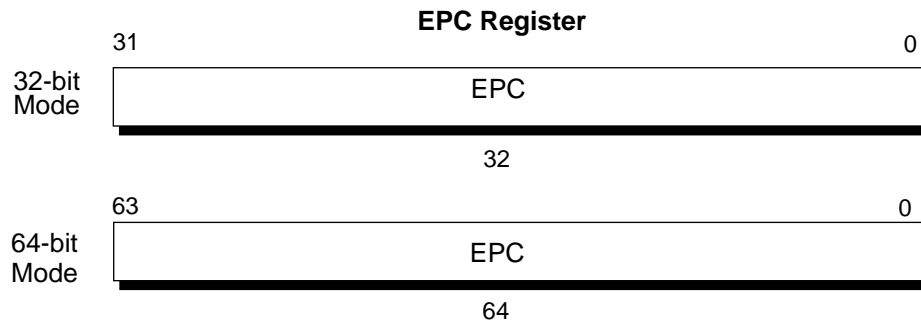 EPC Register
31 0
32-bit
Mode
EPC
32
63 0
64-bit
Mode
EPC
64